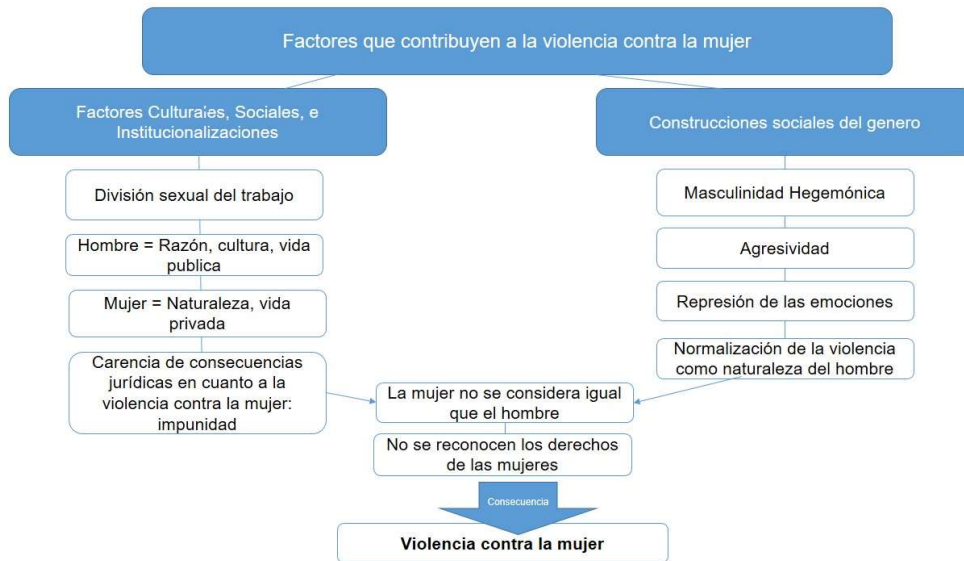 Factores que contribuyen a la violencia contra la mujer
Factores Culturales, Sociales, e
Institucionalizaciones
Construcciones sociales del genero
División sexual del trabajo
Hombre = Razón, cultura, vida
publica
Mujer = Naturaleza, vida
privada
Carencia de consecuencias
jurídicas en cuanto a la
violencia contra la mujer:
impunidad
Masculinidad Hegemónica
Agresividad
Represión de las emociones
Normalización de la violencia
como naturaleza del hombre
La mujer no se considera igual
que el hombre
No se reconocen los derechos
de las mujeres
Consecuencia
Violencia contra la mujer